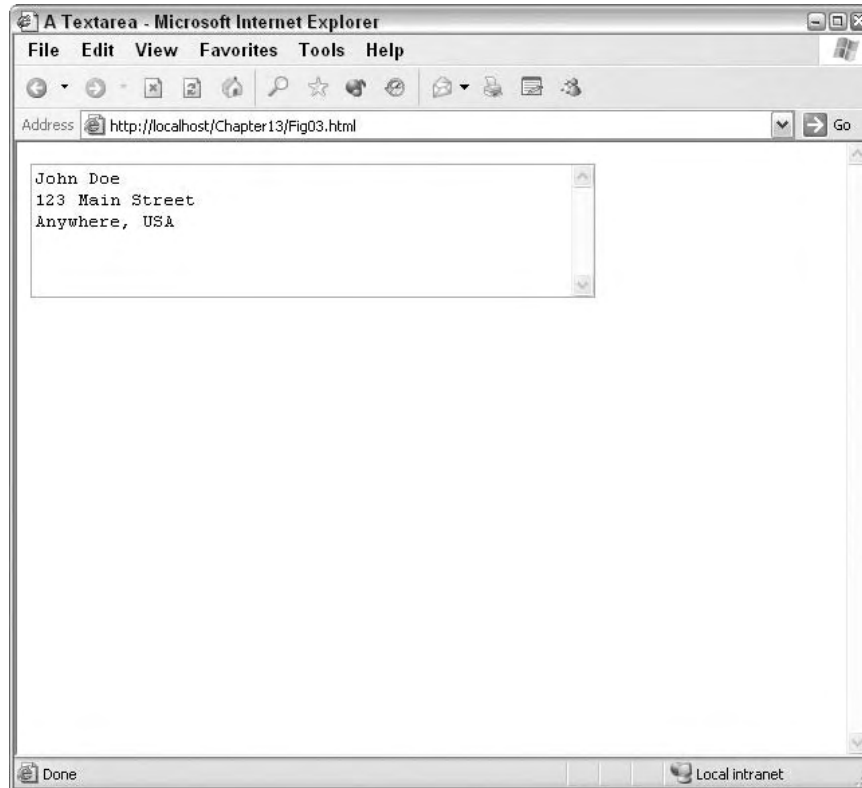 A Textarea - Microsoft Internet Explorer
File Edit View Favorites Tools Help
Address http://localhost/Chapter13/Fig03.html Go
John Doe
123 Main Street
Anywhere, USA
Done Local intranet